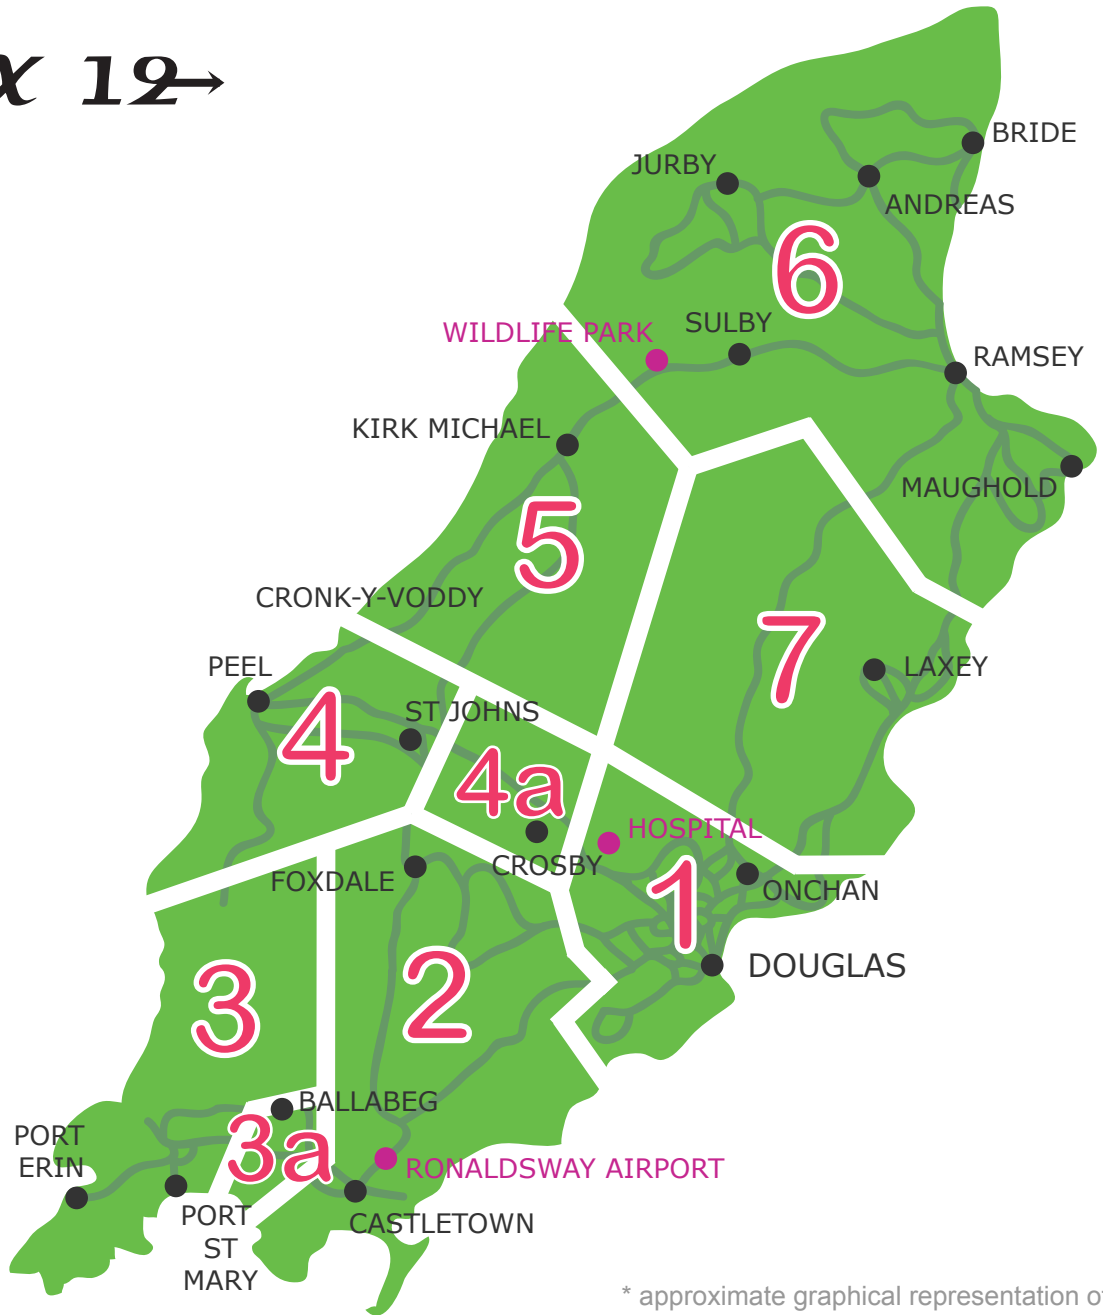 x 12
BRIDE
JURBY
ANDREAS
6
SULBY
WILDLIFE PARK
RAMSEY
KIRK MICHAEL
MAUGHOLD
5
CRONK-Y-VODDY
7
PEEL
LAXEY
4
ST JOHNS
4a
HOSPITAL
CROSBY
FOXDALE
1
ONCHAN
DOUGLAS
3
2
BALLABEG
PORT
ERIN
3a
RONALDSWAY AIRPORT
PORT
ST
MARY
CASTLETOWN
* approximate graphical representation o